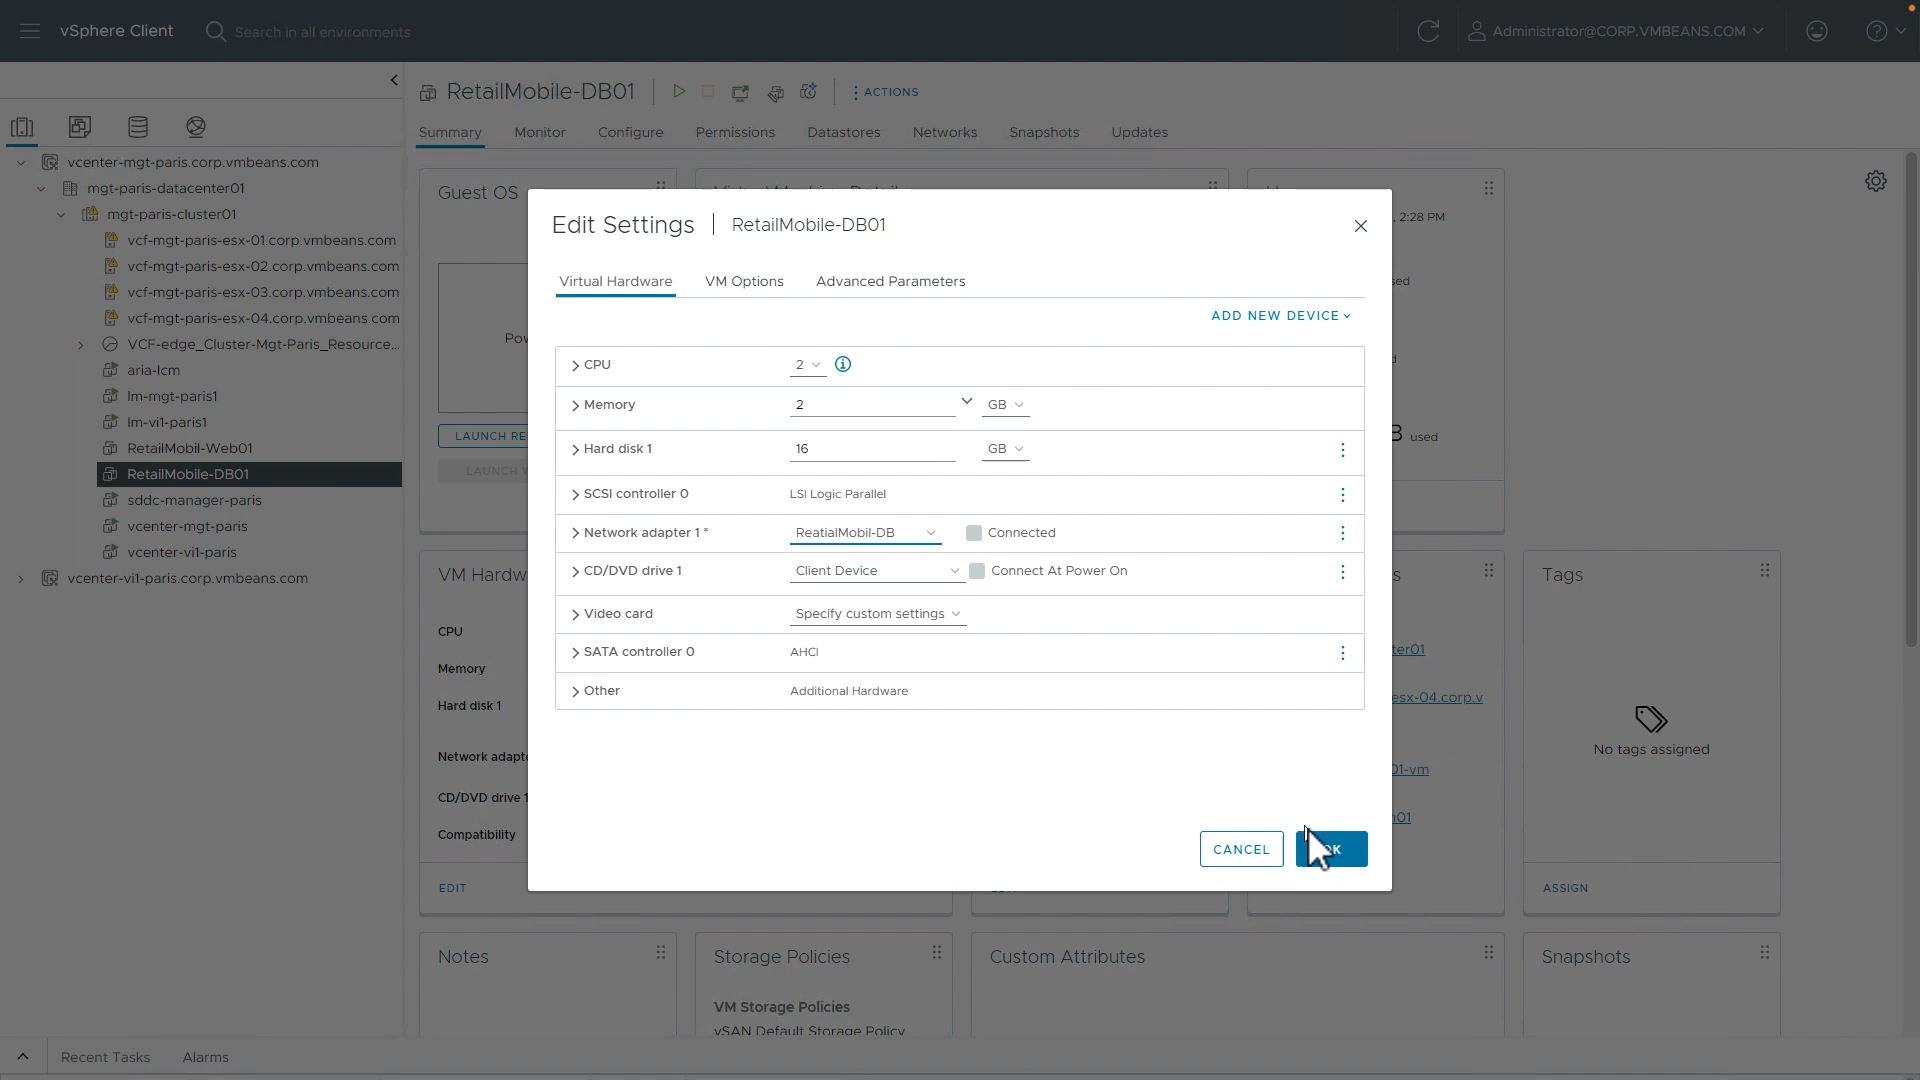 vSphere Client
Search in all environments
Administrator@CORP.VMBEANS.COM
RetailMobile-DB01
ACTIONS
Summary
Monitor
Configure
Permissions
Datastores
Networks
Snapshots
Updates
vcenter-mgt-paris.corp.vmbeans.com
mgt-paris-datacenter01
mgt-paris-cluster01
vcf-mgt-paris-esx-01.corp.vmbeans.com
vcf-mgt-paris-esx-02.corp.vmbeans.com
vcf-mgt-paris-esx-03.corp.vmbeans.com
vcf-mgt-paris-esx-04.corp.vmbeans.com
VCF-edge_Cluster-Mgt-Paris_Resource...
aria-lcm
lm-mgt-paris1
lm-vi1-paris1
RetailMobil-Web01
RetailMobile-DB01
sddc-manager-paris
vcenter-mgt-paris
vcenter-vi1-paris
vcenter-vi1-paris.corp.vmbeans.com
Guest OS
, 2:28 PM
LAUNCH RE
LAUNCH
used
Edit Settings | RetailMobile-DB01
Virtual Hardware
VM Options
Advanced Parameters
ADD NEW DEVICE
CPU 2
Memory 2 GB
Hard disk 1 16 GB
SCSI controller 0 LSI Logic Parallel
Network adapter 1 * ReatialMobil-DB Connected
CD/DVD drive 1 Client Device Connect At Power On
Video card Specify custom settings
SATA controller 0 AHCI
Other Additional Hardware
CANCEL
OK
VM Hardw
CPU
Memory
Hard disk 1
Network adapte
CD/DVD drive 1
Compatibility
EDIT
ter01
esx-04.corp.v
01-vm
n01
Tags
No tags assigned
ASSIGN
Notes
Storage Policies
VM Storage Policies
vSAN Default Storage Policy
Custom Attributes
Snapshots
Recent Tasks
Alarms